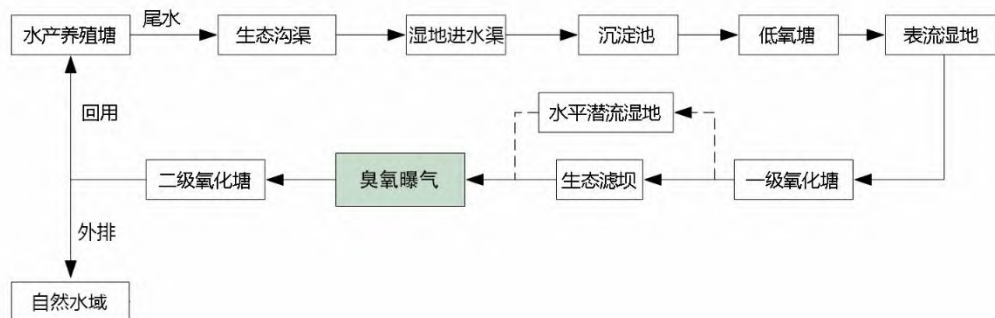 水产养殖塘
尾水
生态沟渠
湿地进水渠
沉淀池
低氧塘
表流湿地
回用
水平潜流湿地
二级氧化塘
臭氧曝气
生态滤坝
一级氧化塘
外排
自然水域